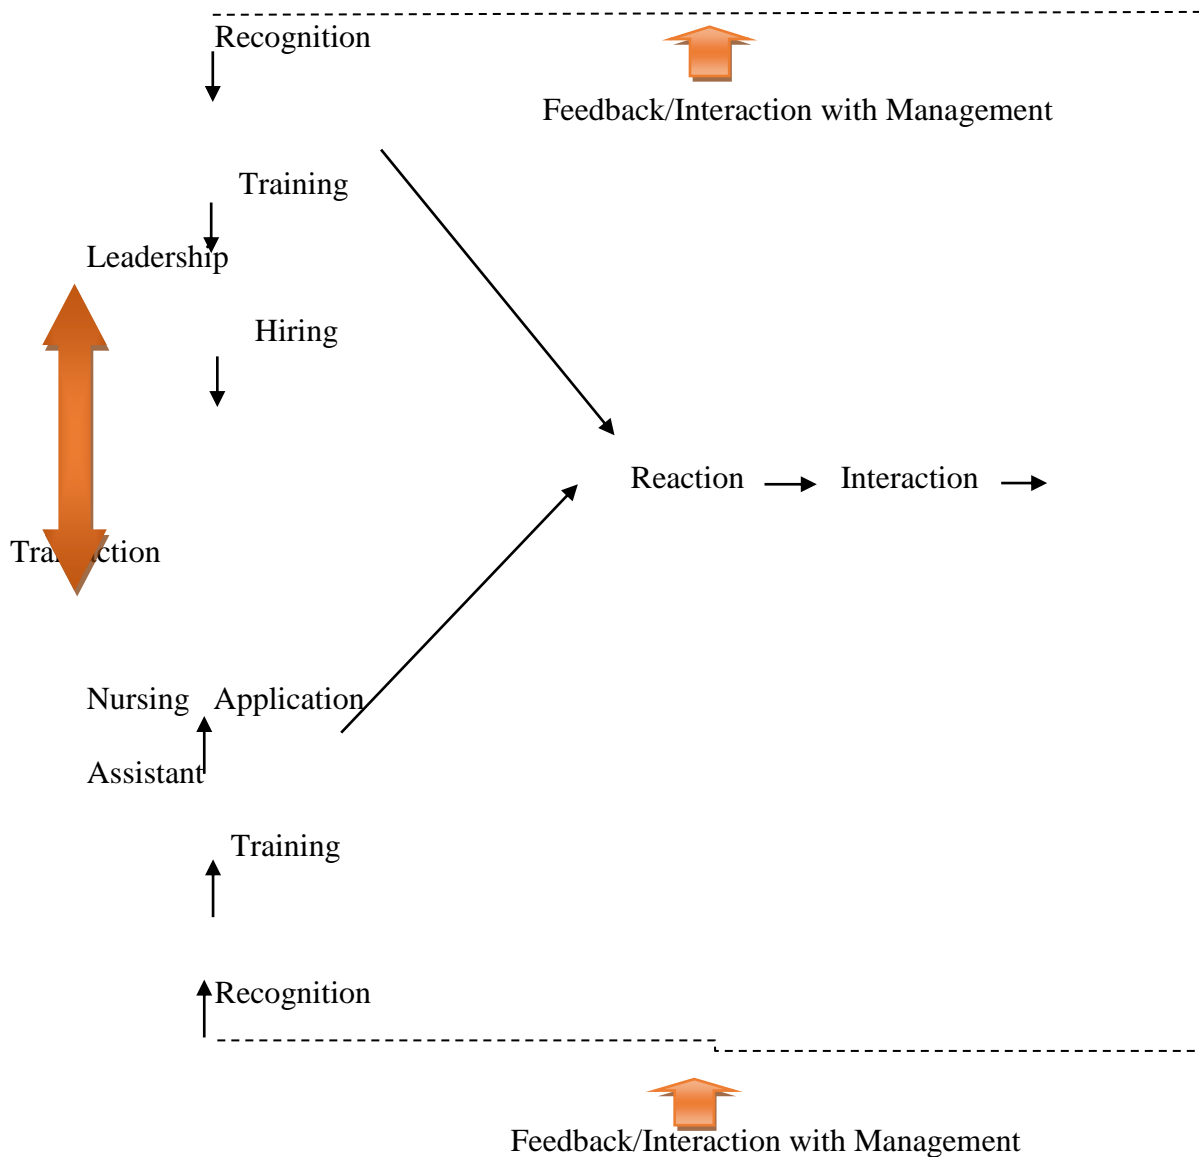 Recognition
Feedback/Interaction with Management
Training
Leadership
Hiring
Reaction Interaction
Nursing Application
Assistant
Training
Recognition
Feedback/Interaction with Management